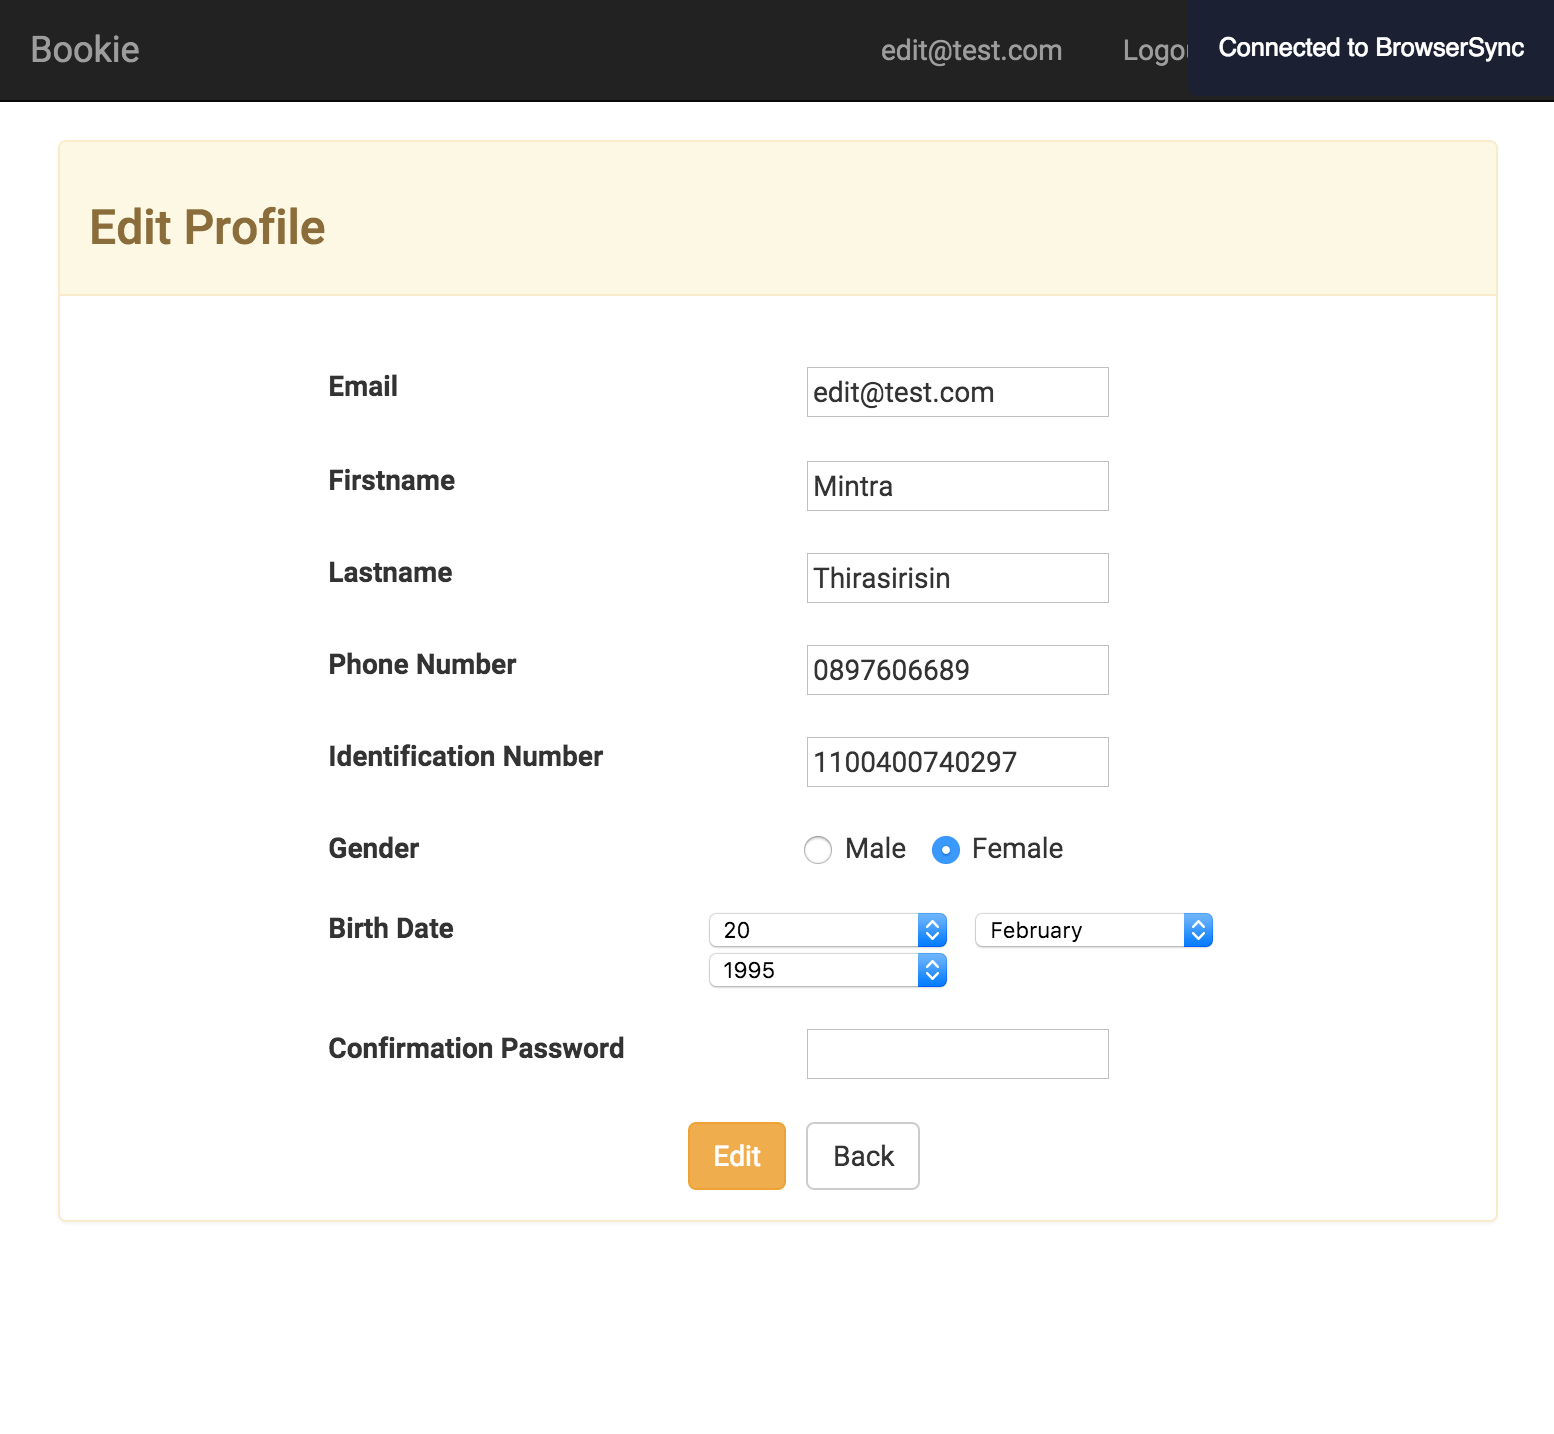 Bookie edit@test.com Logou Connected to BrowserSync
Edit Profile
Email edit@test.com
Firstname Mintra
Lastname Thirasirisin
Phone Number 0897606689
Identification Number 1100400740297
Gender Male Female
Birth Date 20 February
1995
Confirmation Password
Edit Back